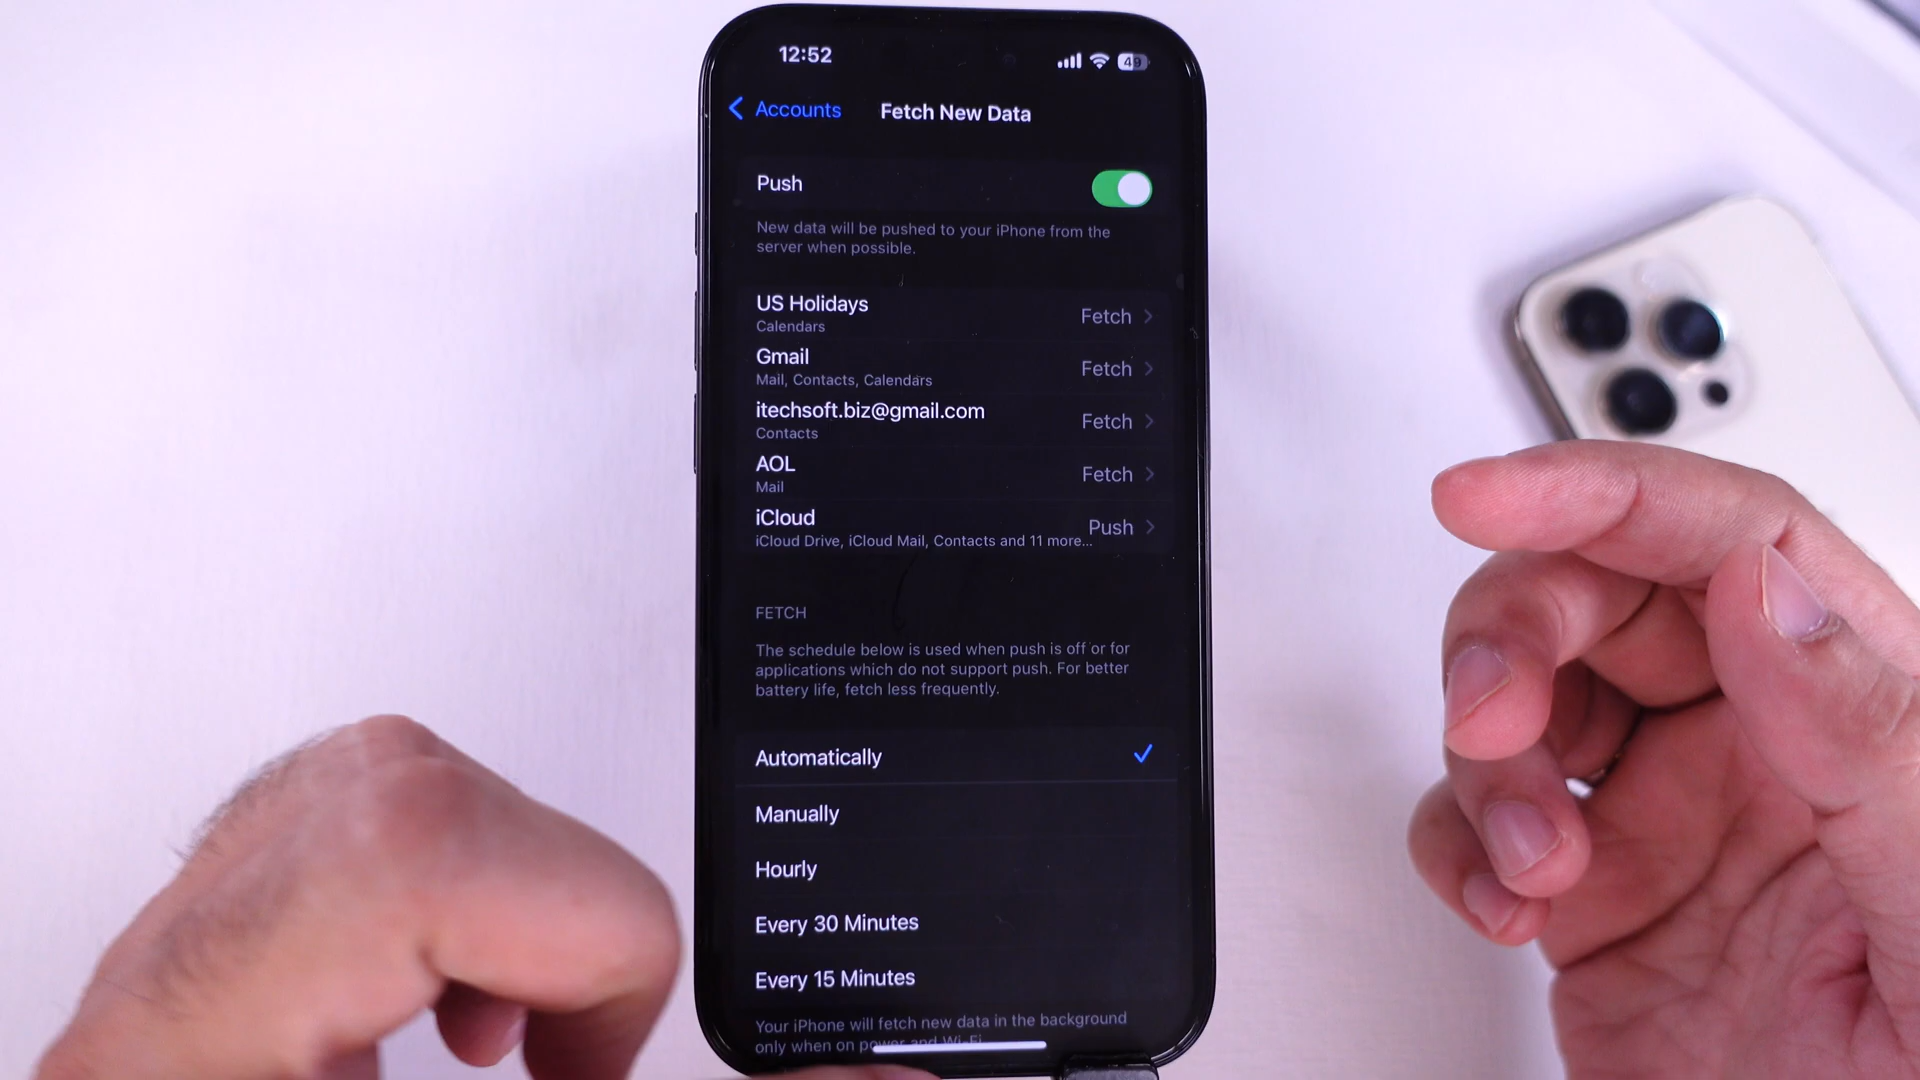 12:52
49
Accounts
Fetch New Data
Push
New data will be pushed to your iPhone from the
server when possible.
US Holidays
Calendars
Fetch
Gmail
Mail, Contacts, Calendars
Fetch
itechsoft.biz@gmail.com
Contacts
Fetch
AOL
Mail
Fetch
iCloud
iCloud Drive, iCloud Mail, Contacts and 11 more...
Push
FETCH
The schedule below is used when push is off or for
applications which do not support push. For better
battery life, fetch less frequently.
Automatically
Manually
Hourly
Every 30 Minutes
Every 15 Minutes
Your iPhone will fetch new data in the background
only when on power and Wi-Fi.